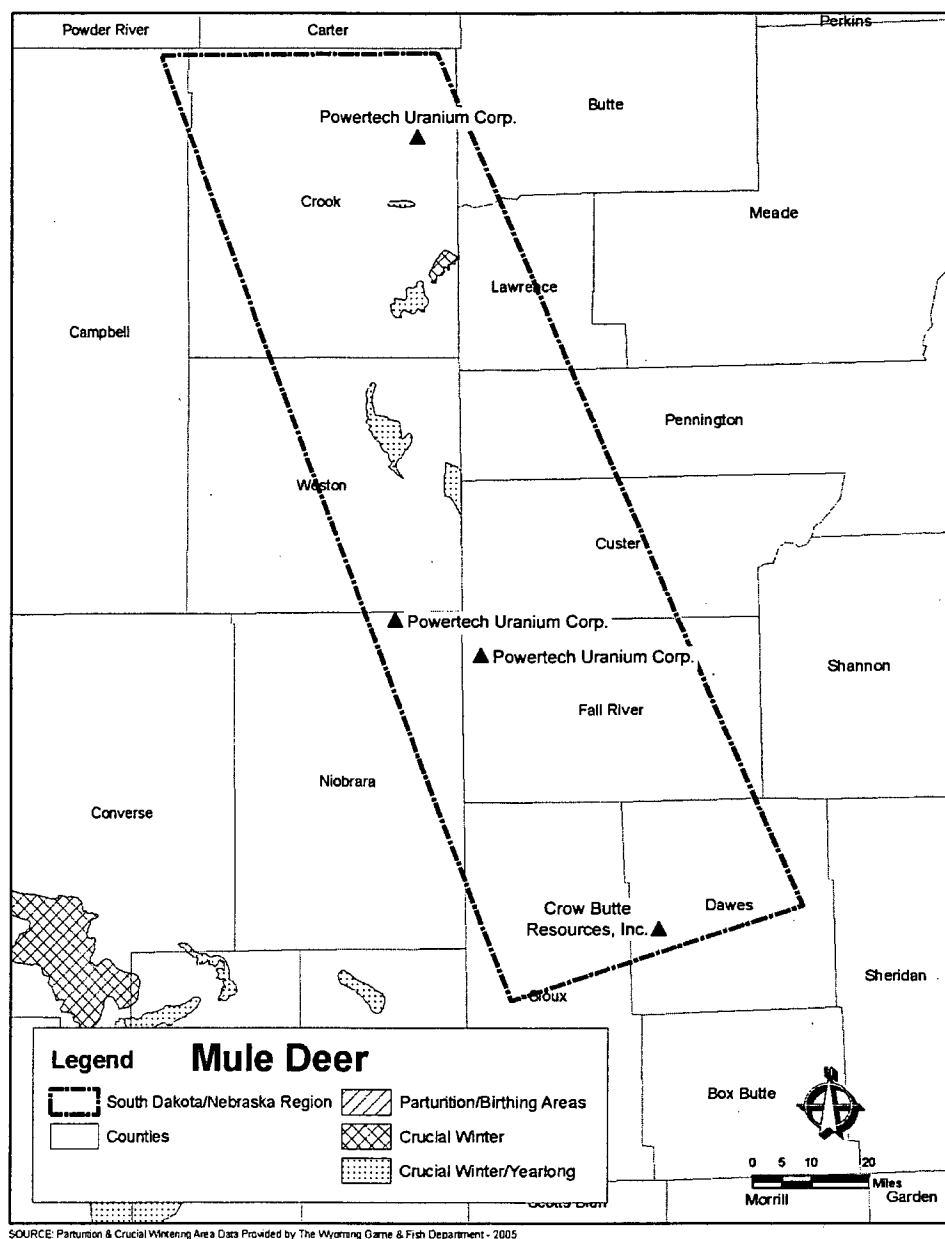 Powder River
Carter
Perkins
Powertech Uranium Corp.
Butte
Crook
Meade
Lawrence
Campbell
Pennington
Weston
Custer
Powertech Uranium Corp.
Powertech Uranium Corp.
Shannon
Fall River
Niobrara
Converse
Crow Butte
Resources, Inc.
Dawes
Sheridan
Sioux
Legend
Mule Deer
South Dakota/Nebraska Region
Counties
Parturition/Birthing Areas
Crucial Winter
Crucial Winter/Yearlong
Box Butte
N
0 5 10 20
Miles
Morrill
Garden
Scotts Bluff
SOURCE: Parturition & Crucial Wintering Area Data Provided by The Wyoming Game & Fish Department - 2005